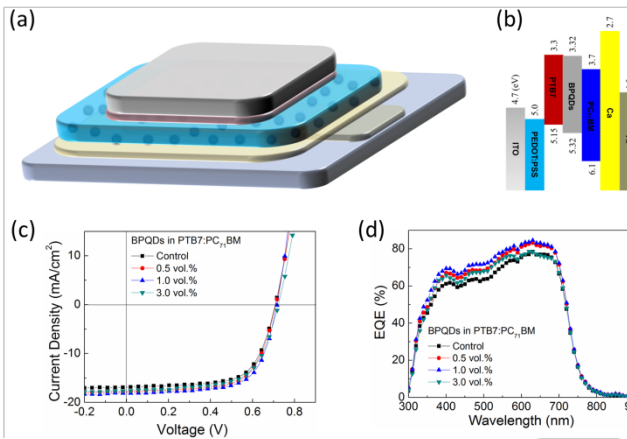 (a)
(b)
2.7
3.3
3.32
3.7
4.7 (eV)
5.0
PTB7
BPQDs
Ca
ITO
PEDOT:PSS
5.15
5.32
6.1
(c)
BPQDs in PTB7:PC71BM
Control
0.5 vol.%
1.0 vol.%
3.0 vol.%
10
0
-10
-20
-0.2 0.0 0.2 0.4 0.6 0.8
Current Density (mA/cm²)
Voltage (V)
(d)
80
60
40
20
0
BPQDs in PTB7:PC71BM
Control
0.5 vol.%
1.0 vol.%
3.0 vol.%
300 400 500 600 700 800
EQE (%)
Wavelength (nm)